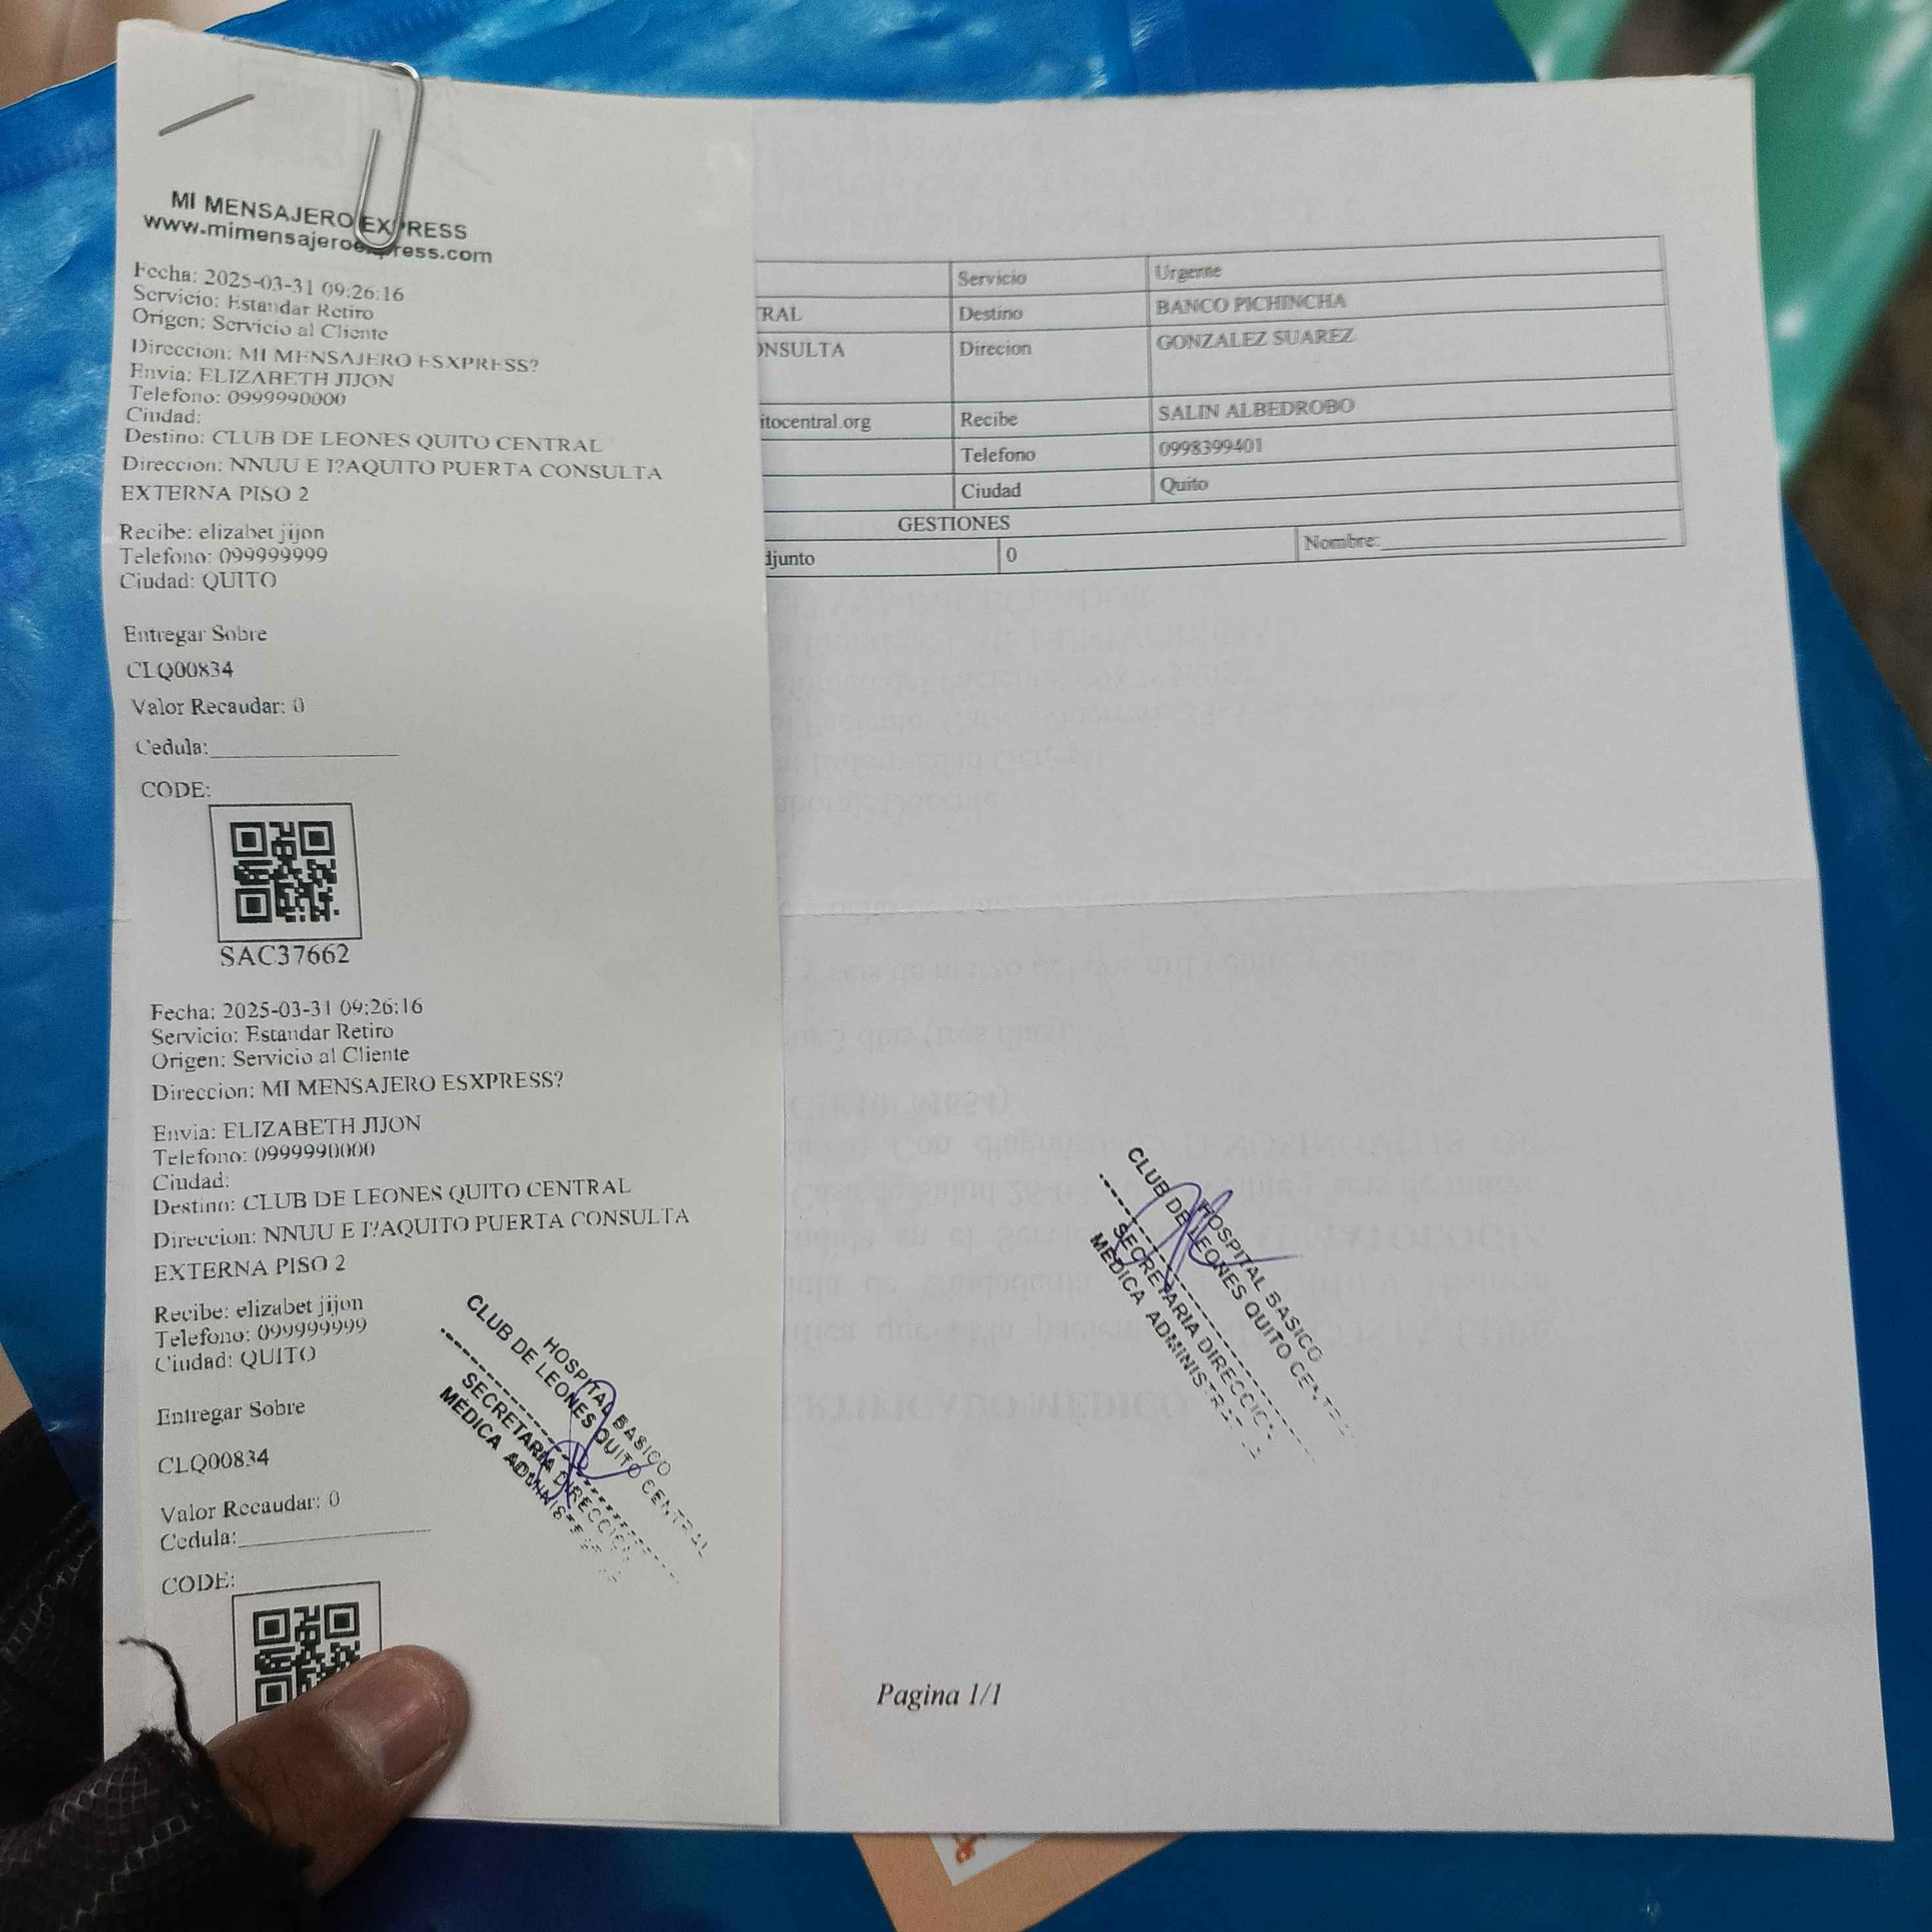 MI MENSAJERO EXPRESS
www.mimensajeroexpress.com
Fecha: 2025-03-31 09:26:16
Servicio: Estandar Retiro
Origen: Servicio al Cliente
Direccion: MI MENSAJERO ESXPRESS?
Envia: ELIZABETH JIJON
Telefono: 0999990000
Ciudad:
Destino: CLUB DE LEONES QUITO CENTRAL
Direccion: NNUU E I?AQUITO PUERTA CONSULTA
EXTERNA PISO 2
Recibe: elizabet jijon
Telefono: 099999999
Ciudad: QUITO
Entregar Sobre
CLQ00834
Valor Recaudar: 0
Cedula:
CODE:
SAC37662
Fecha: 2025-03-31 09:26:16
Servicio: Estandar Retiro
Origen: Servicio al Cliente
Direccion: MI MENSAJERO ESXPRESS?
Envia: ELIZABETH JIJON
Telefono: 0999990000
Ciudad:
Destino: CLUB DE LEONES QUITO CENTRAL
Direccion: NNUU E I?AQUITO PUERTA CONSULTA
EXTERNA PISO 2
Recibe: elizabet jijon
Telefono: 099999999
Ciudad: QUITO
Entregar Sobre
CLQ00834
Valor Recaudar: 0
Cedula:
CODE:
HOSPITAL BASICO
CLUB DE LEONES QUITO CENTRAL
SECRETARIA DIRECCION
MEDICA ADMINIS
Servicio Urgente
TRAL Destino BANCO PICHINCHA
ONSULTA Direcion GONZALEZ SUAREZ
itocentral.org Recibe SALIN ALBEDROBO
Telefono 0998399401
Ciudad Quito
GESTIONES
djunto 0 Nombre:
HOSPITAL BASICO
CLUB DE LEONES QUITO CENTR
SECRETARIA DIRECCION
MEDICA ADMINISTR
Pagina 1/1